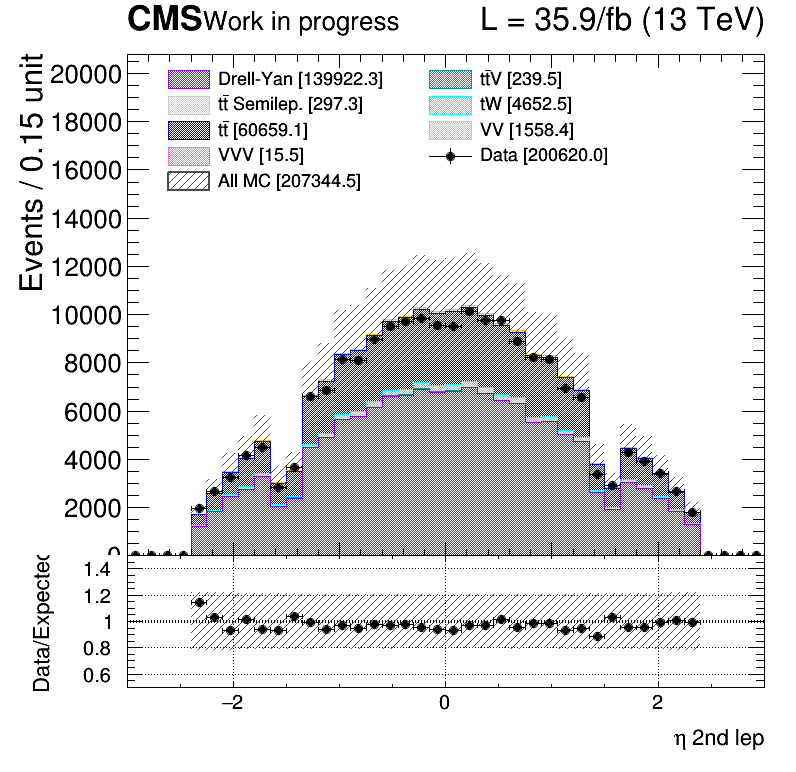 CMS Work in progress L = 35.9/fb (13 TeV)
Events / 0.15 unit
20000
18000
16000
14000
12000
10000
8000
6000
4000
2000
0
Drell-Yan [139922.3]
tt̄ Semilep. [297.3]
tt̄ [60659.1]
VVV [15.5]
All MC [207344.5]
tt̄V [239.5]
tW [4652.5]
VV [1558.4]
Data [200620.0]
Data/Expected
1.4
1.2
1
0.8
0.6
−2 0 2
η 2nd lep